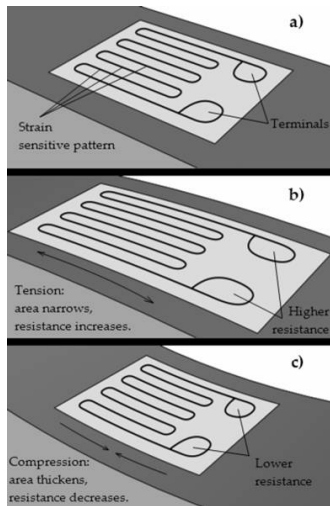 a)
Terminals
Strain
sensitive pattern
b)
Tension:
area narrows,
resistance increases.
Higher
resistance
c)
Lower
resistance
Compression:
area thickens,
resistance decreases.